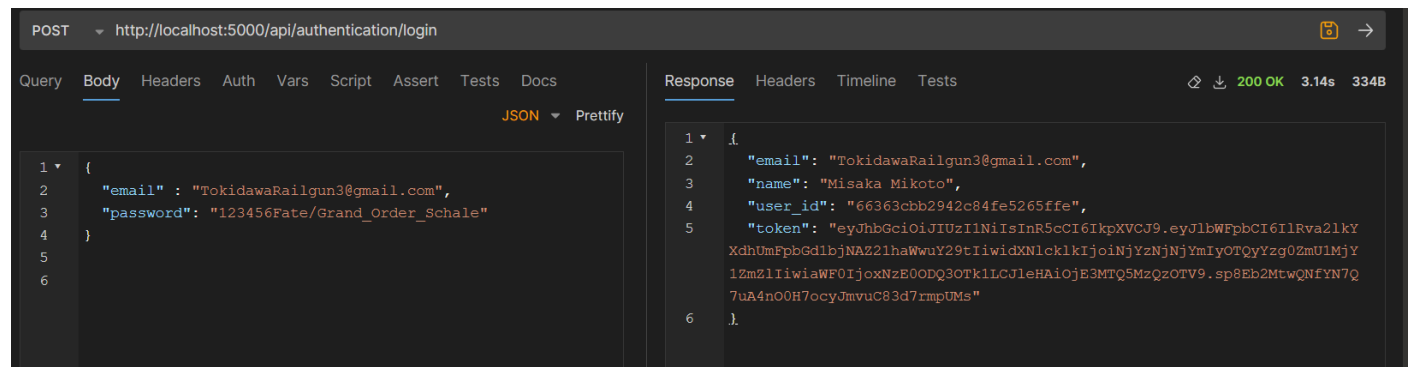 POST http://localhost:5000/api/authentication/login
Query Body Headers Auth Vars Script Assert Tests Docs
JSON Prettify
1 {
2 "email" : "TokidawaRailgun3@gmail.com",
3 "password": "123456Fate/Grand_Order_Schale"
4 }
5
6
Response Headers Timeline Tests 200 OK 3.14s 334B
1 {
2 "email": "TokidawaRailgun3@gmail.com",
3 "name": "Misaka Mikoto",
4 "user_id": "66363cbb2942c84fe5265ffe",
5 "token": "eyJhbGciOiJIUzI1NiIsInR5cCI6IkpXVCJ9.eyJlbWFpbCI6IlRva2lkY
XdhUmFpbGd1bjNAZ21haWwuY29tIiwidXNlcklkIjoiNjYzNjNjYmIyOTQyYzg0ZmU1MjY
1ZmZlIiwiaWF0IjoxNzE0ODQ3OTk1LCJleHAiOjE3MTQ5MzQzOTV9.sp8Eb2MtwQNfYN7Q
7uA4nO0H7ocyJmvuC83d7rmpUMs"
6 }